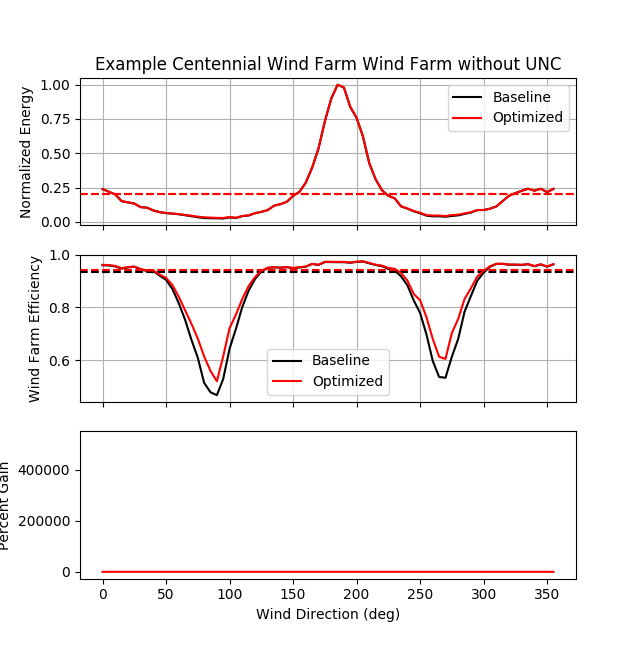 Example Centennial Wind Farm Wind Farm without UNC
Normalized Energy
1.00
0.75
0.50
0.25
0.00
Baseline
Optimized
Wind Farm Efficiency
1.0
0.8
0.6
Baseline
Optimized
Percent Gain
400000
200000
0
0 50 100 150 200 250 300 350
Wind Direction (deg)